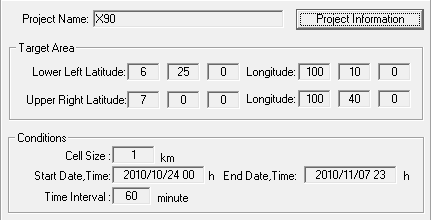 Project Name: X90 Project Information
Target Area
Lower Left Latitude: 6 25 0 Longitude: 100 10 0
Upper Right Latitude: 7 0 0 Longitude: 100 40 0
Conditions
Cell Size : 1 km
Start Date,Time: 2010/10/24 00 h End Date,Time: 2010/11/07 23 h
Time Interval : 60 minute